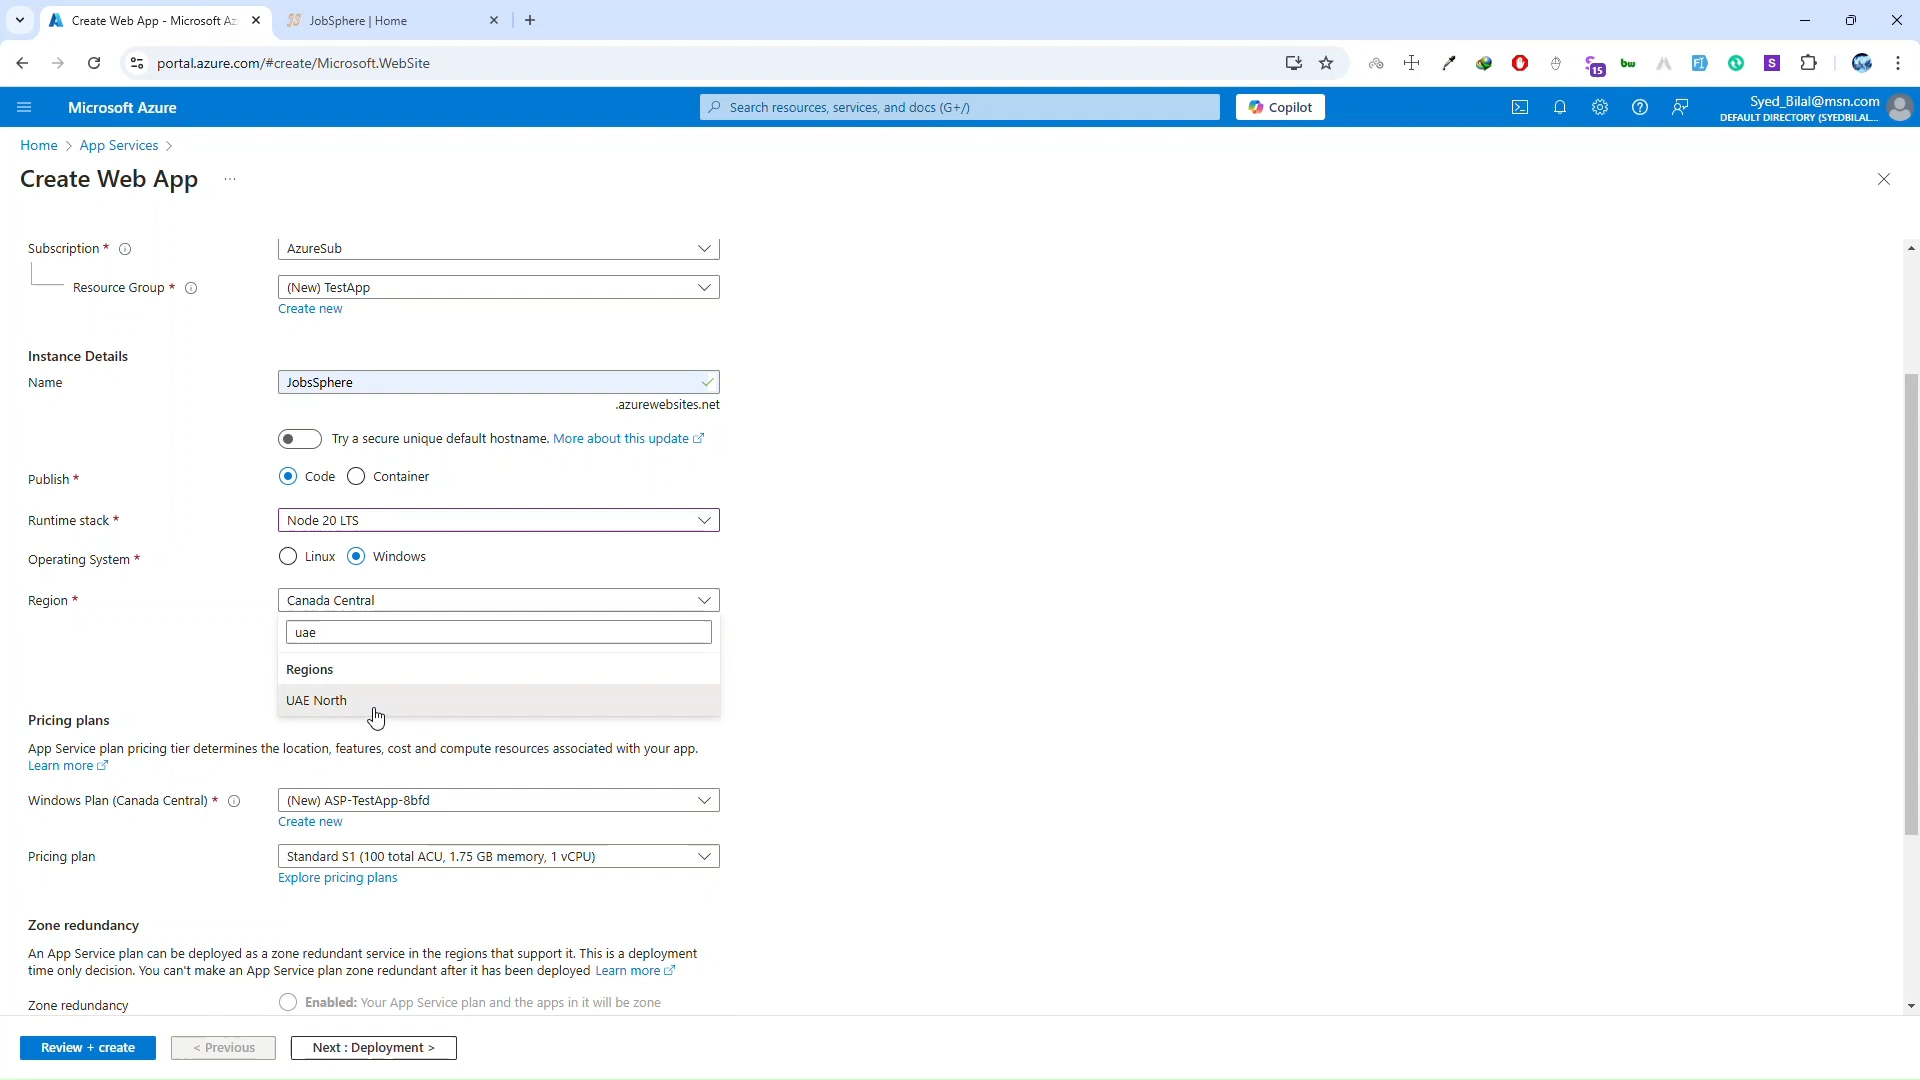 Create Web App - Microsoft Az
JobSphere | Home
portal.azure.com/#create/Microsoft.WebSite
15
bw
S
Microsoft Azure
Search resources, services, and docs (G+/)
Copilot
Syed_Bilal@msn.com
DEFAULT DIRECTORY (SYEDBILAL...
Home > App Services >
Create Web App ...
Subscription *
AzureSub
Resource Group *
(New) TestApp
Create new
Instance Details
Name
JobsSphere
.azurewebsites.net
Try a secure unique default hostname. More about this update
Publish *
Code Container
Runtime stack *
Node 20 LTS
Operating System *
Linux Windows
Region *
Canada Central
uae
Regions
UAE North
Pricing plans
App Service plan pricing tier determines the location, features, cost and compute resources associated with your app.
Learn more
Windows Plan (Canada Central) *
(New) ASP-TestApp-8bfd
Create new
Pricing plan
Standard S1 (100 total ACU, 1.75 GB memory, 1 vCPU)
Explore pricing plans
Zone redundancy
An App Service plan can be deployed as a zone redundant service in the regions that support it. This is a deployment
time only decision. You can't make an App Service plan zone redundant after it has been deployed Learn more
Zone redundancy
Enabled: Your App Service plan and the apps in it will be zone
Review + create
< Previous
Next : Deployment >